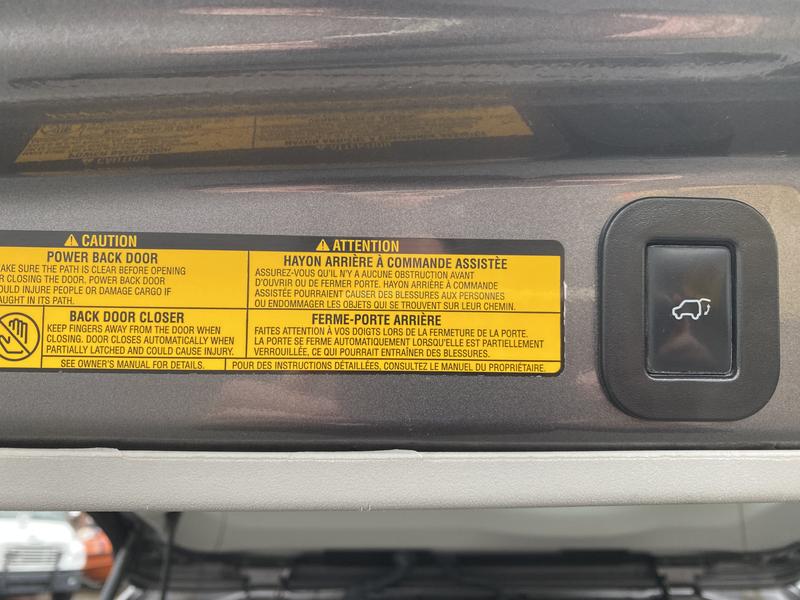 CAUTION
POWER BACK DOOR
AKE SURE THE PATH IS CLEAR BEFORE OPENING
R CLOSING THE DOOR. POWER BACK DOOR
OULD INJURE PEOPLE OR DAMAGE CARGO IF
AUGHT IN ITS PATH.
BACK DOOR CLOSER
KEEP FINGERS AWAY FROM THE DOOR WHEN
CLOSING. DOOR CLOSES AUTOMATICALLY WHEN
PARTIALLY LATCHED AND COULD CAUSE INJURY.
SEE OWNER'S MANUAL FOR DETAILS.
ATTENTION
HAYON ARRIÈRE À COMMANDE ASSISTÉE
ASSUREZ-VOUS QU'IL N'Y A AUCUNE OBSTRUCTION AVANT
D'OUVRIR OU DE FERMER PORTE. HAYON ARRIÈRE À COMMANDE
ASSISTÉE POURRAIENT CAUSER DES BLESSURES AUX PERSONNES
OU ENDOMMAGER LES OBJETS QUI SE TROUVENT SUR LEUR CHEMIN.
FERME-PORTE ARRIÈRE
FAITES ATTENTION À VOS DOIGTS LORS DE LA FERMETURE DE LA PORTE.
LA PORTE SE FERME AUTOMATIQUEMENT LORSQU'ELLE EST PARTIELLEMENT
VERROUILLÉE, CE QUI POURRAIT ENTRAÎNER DES BLESSURES.
POUR DES INSTRUCTIONS DÉTAILLÉES, CONSULTEZ LE MANUEL DU PROPRIÉTAIRE.